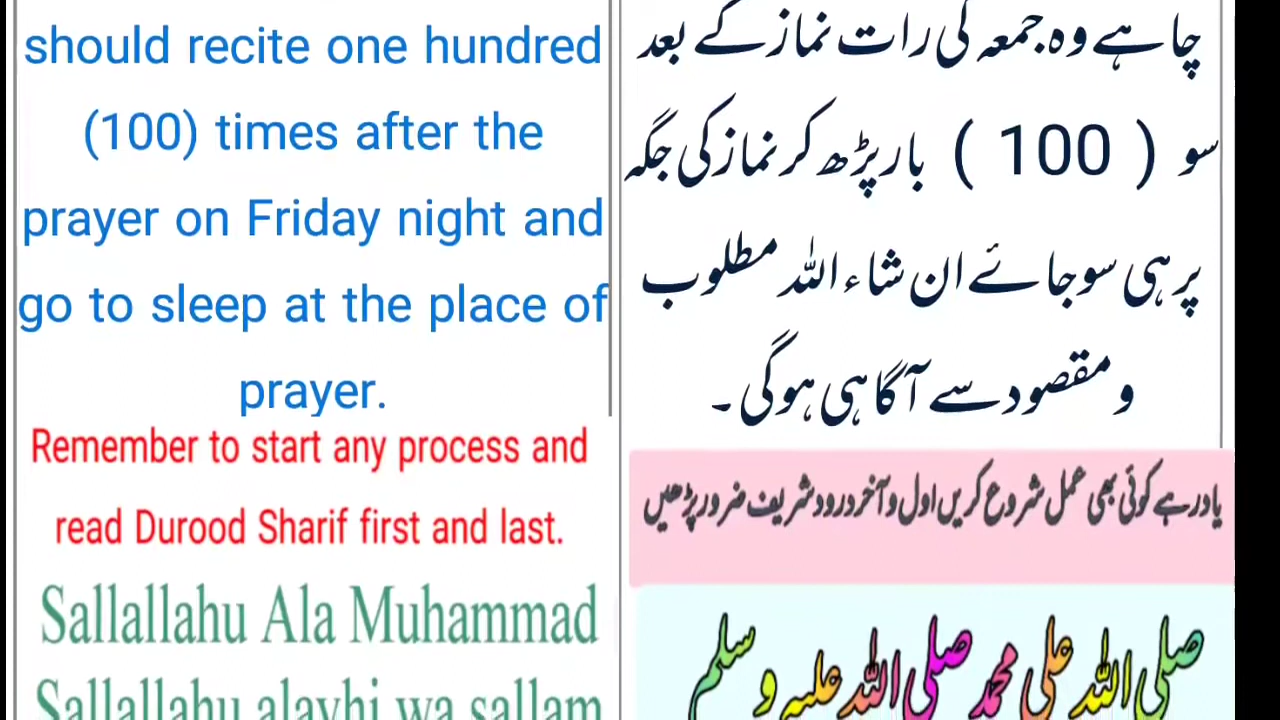 should recite one hundred
(100) times after the
prayer on Friday night and
go to sleep at the place of
prayer.
Remember to start any process and
read Durood Sharif first and last.
Sallallahu Ala Muhammad
Sallallahu alayhi wa sallam
چاہے وہ جمعہ کی رات نماز کے بعد
سو ( 100 ) بار پڑھ کر نماز کی جگہ
پر ہی سو جائے ان شاء اللہ مطلوب
و مقصود سے آگاہی ہوگی ۔
یاد رہے کوئی بھی عمل شروع کریں اول و آخر درود شریف ضرور پڑھیں
صلی اللہ علی محمد صلی اللہ علیہ و سلم